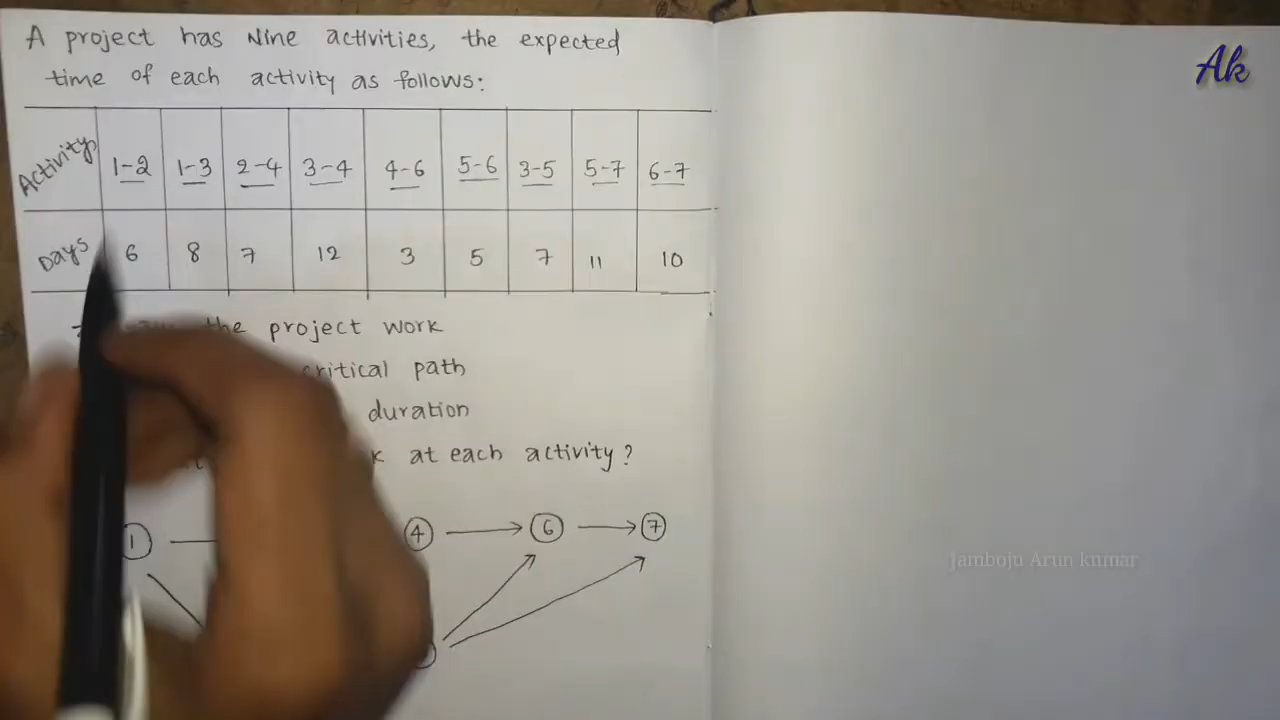 A project has Nine activities, the expected
time of each activity as follows:
Activity 1-2 1-3 2-4 3-4 4-6 5-6 3-5 5-7 6-7
Days 6 8 7 12 3 5 7 11 10
the project work
critical path
duration
at each activity?
1 4 6 7
Ak
Jamboju Arun kumar